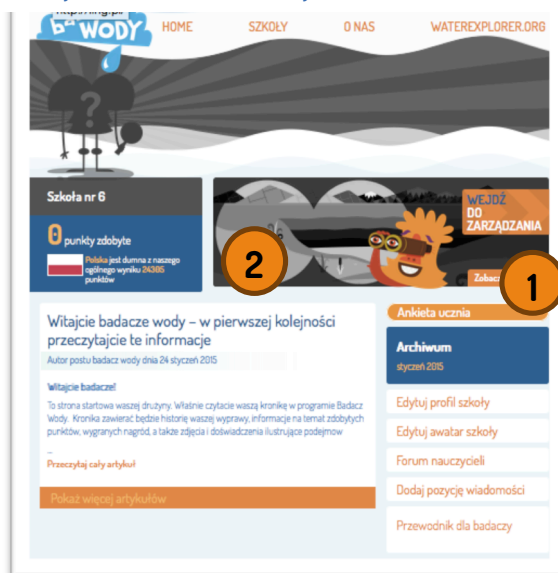 b-WODY
HOME SZKOŁY O NAS WATEREXPLORER.ORG
?
Szkoła nr 6
0 punkty zdobyte
Polska jest dumna z naszego
ogólnego wyniku 24305
punktów
2
WEJDŹ
DO
ZARZĄDZANIA
Zobacz
1
Witajcie badacze wody – w pierwszej kolejności
przeczytajcie te informacje
Autor postu badacz wody dnia 24 styczeń 2015
Witajcie badacze!
To strona startowa waszej drużyny. Właśnie czytacie waszą kronikę w programie Badacz
Wody. Kronika zawierać będzie historię waszej wyprawy, informacje na temat zdobytych
punktów, wygranych nagród, a także zdjęcia i doświadczenia ilustrujące podejmow
...
Przeczytaj cały artykuł
Pokaż więcej artykułów
Ankieta ucznia
Archiwum
styczeń 2015
Edytuj profil szkoły
Edytuj awatar szkoły
Forum nauczycieli
Dodaj pozycję wiadomości
Przewodnik dla badaczy